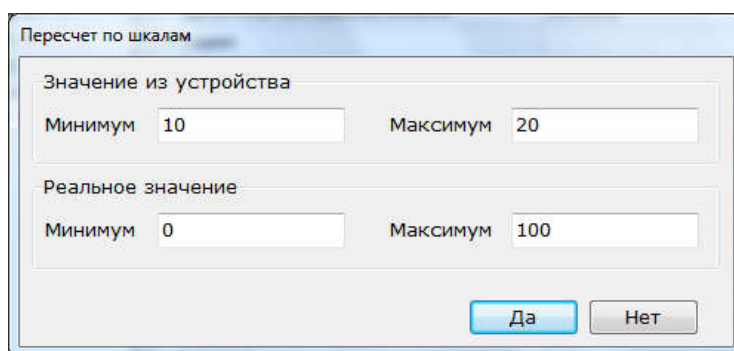 Пересчет по шкалам
Значение из устройства
Минимум 10 Максимум 20
Реальное значение
Минимум 0 Максимум 100
Да Нет